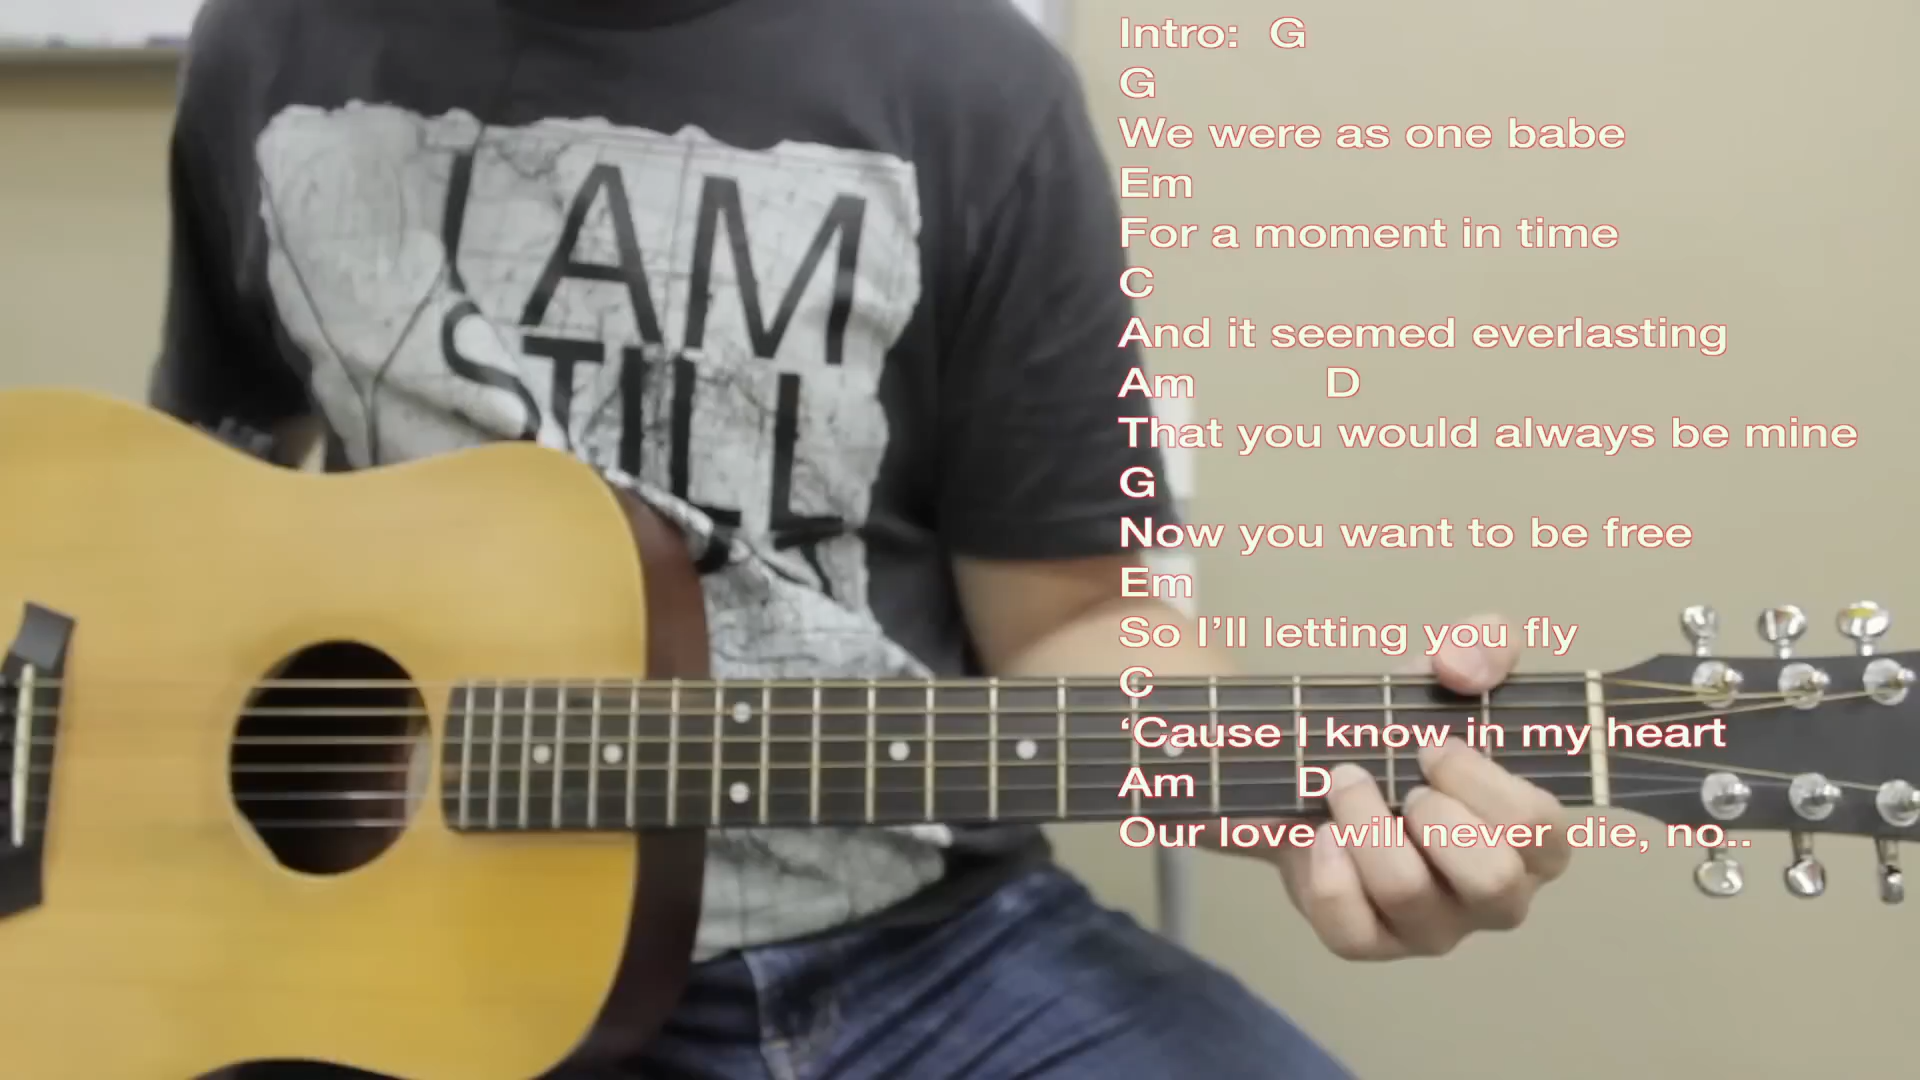 Intro:  G
G
We were as one babe
Em
For a moment in time
C
And it seemed everlasting
Am          D
That you would always be mine
G
Now you want to be free
Em
So I’ll letting you fly
C
‘Cause I know in my heart
Am        D
Our love will never die, no..
I AM
STILL